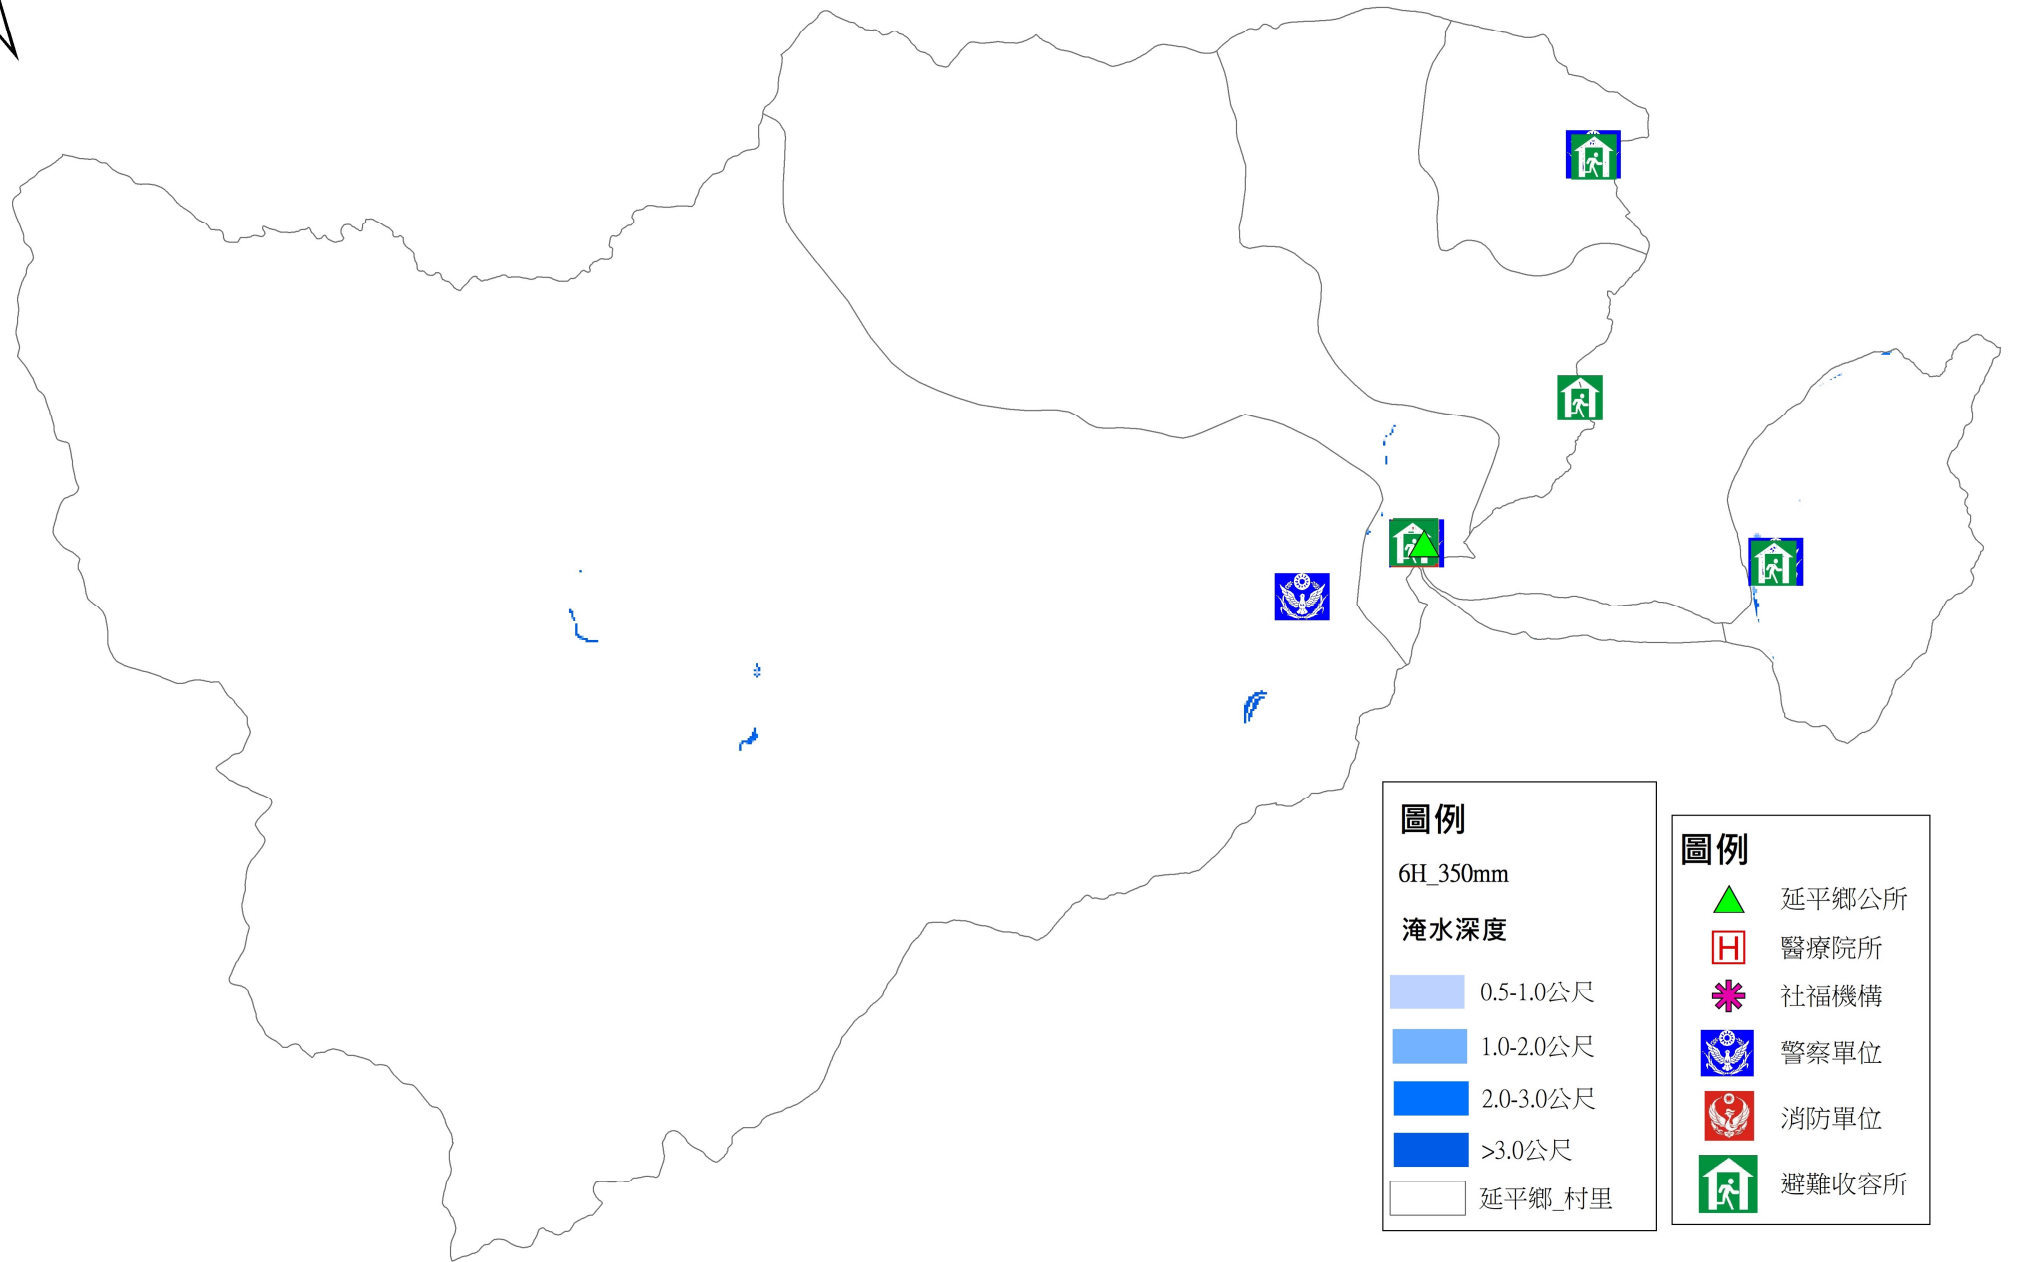 圖例
6H_350mm
淹水深度
0.5-1.0公尺
1.0-2.0公尺
2.0-3.0公尺
>3.0公尺
延平鄉_村里
圖例
延平鄉公所
H 醫療院所
社福機構
警察單位
消防單位
避難收容所